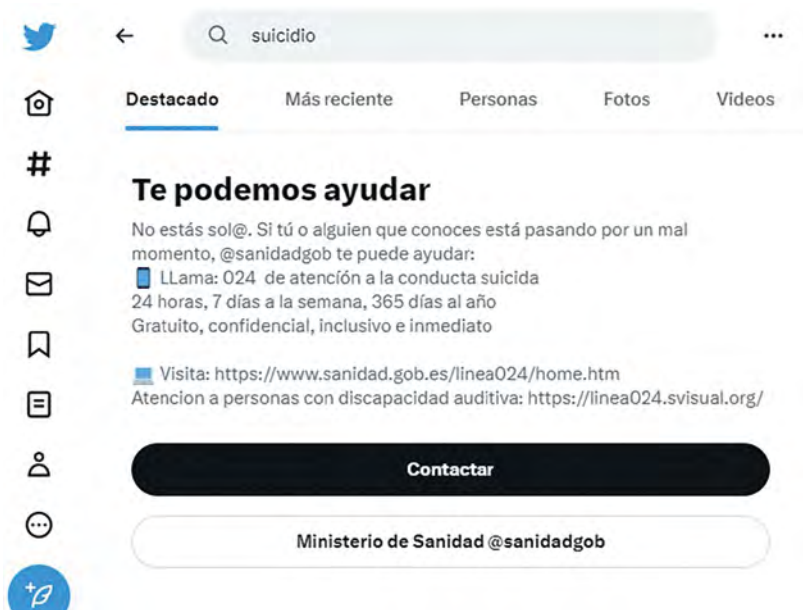 suicidio
Destacado Más reciente Personas Fotos Videos
Te podemos ayudar
No estás sol@. Si tú o alguien que conoces está pasando por un mal
momento, @sanidadgob te puede ayudar:
LLama: 024 de atención a la conducta suicida
24 horas, 7 días a la semana, 365 días al año
Gratuito, confidencial, inclusivo e inmediato
Visita: https://www.sanidad.gob.es/linea024/home.htm
Atencion a personas con discapacidad auditiva: https://linea024.svisual.org/
Contactar
Ministerio de Sanidad @sanidadgob